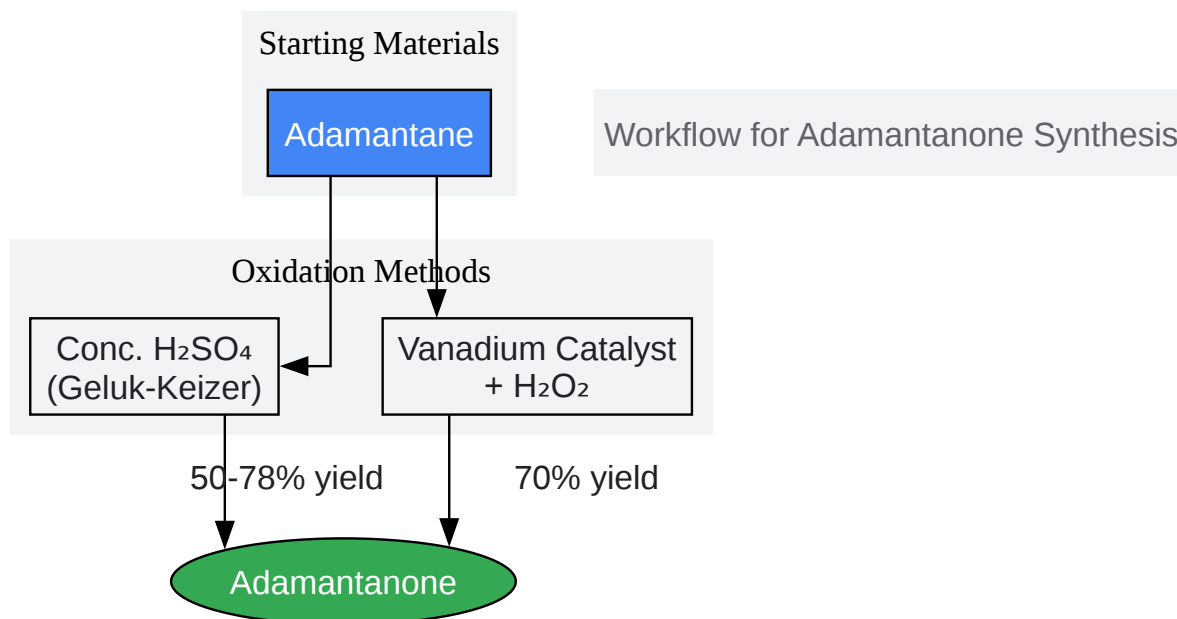 Starting Materials
Adamantane
Workflow for Adamantanone Synthesis
Oxidation Methods
Conc. H₂SO₄
(Geluk-Keizer)
Vanadium Catalyst
+ H₂O₂
50-78% yield
70% yield
Adamantanone